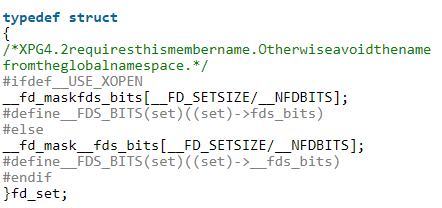 typedef struct
{
/*XPG4.2requiresthismembername.Otherwiseavoidthename
fromtheglobalnamespace.*/
#ifdef__USE_XOPEN
__fd_maskfds_bits[__FD_SETSIZE/__NFDBITS];
#define__FDS_BITS(set)((set)->fds_bits)
#else
__fd_mask__fds_bits[__FD_SETSIZE/__NFDBITS];
#define__FDS_BITS(set)((set)->__fds_bits)
#endif
}fd_set;